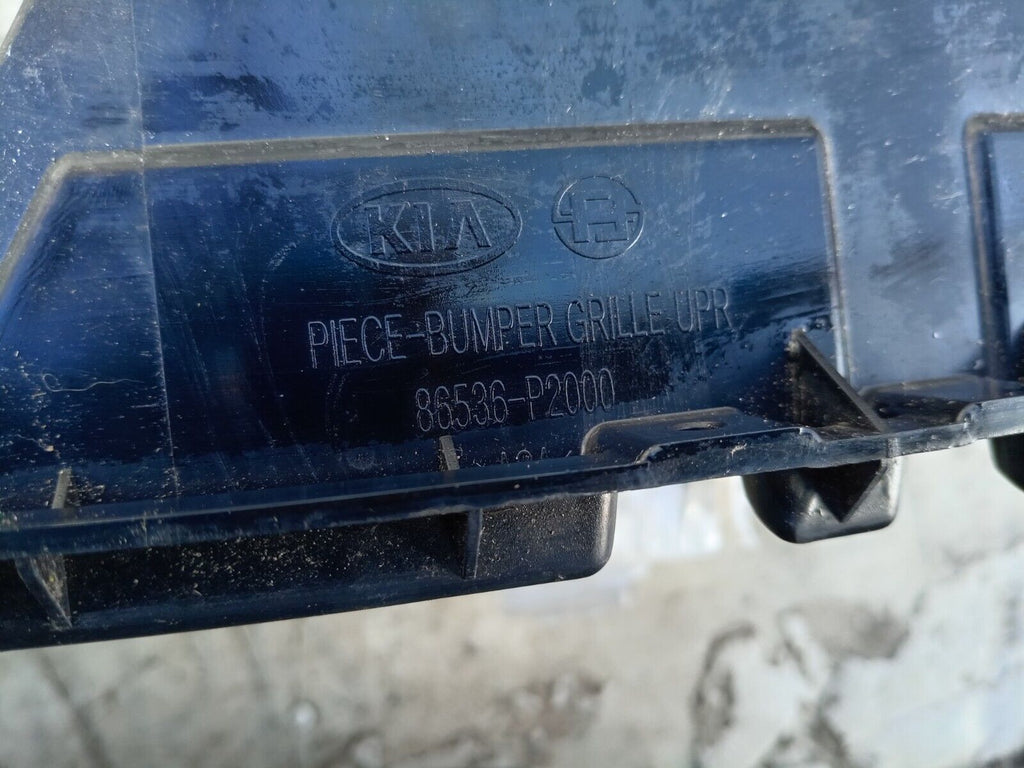 KIA
PIECE-BUMPER GRILLE UPR
86536-P2000